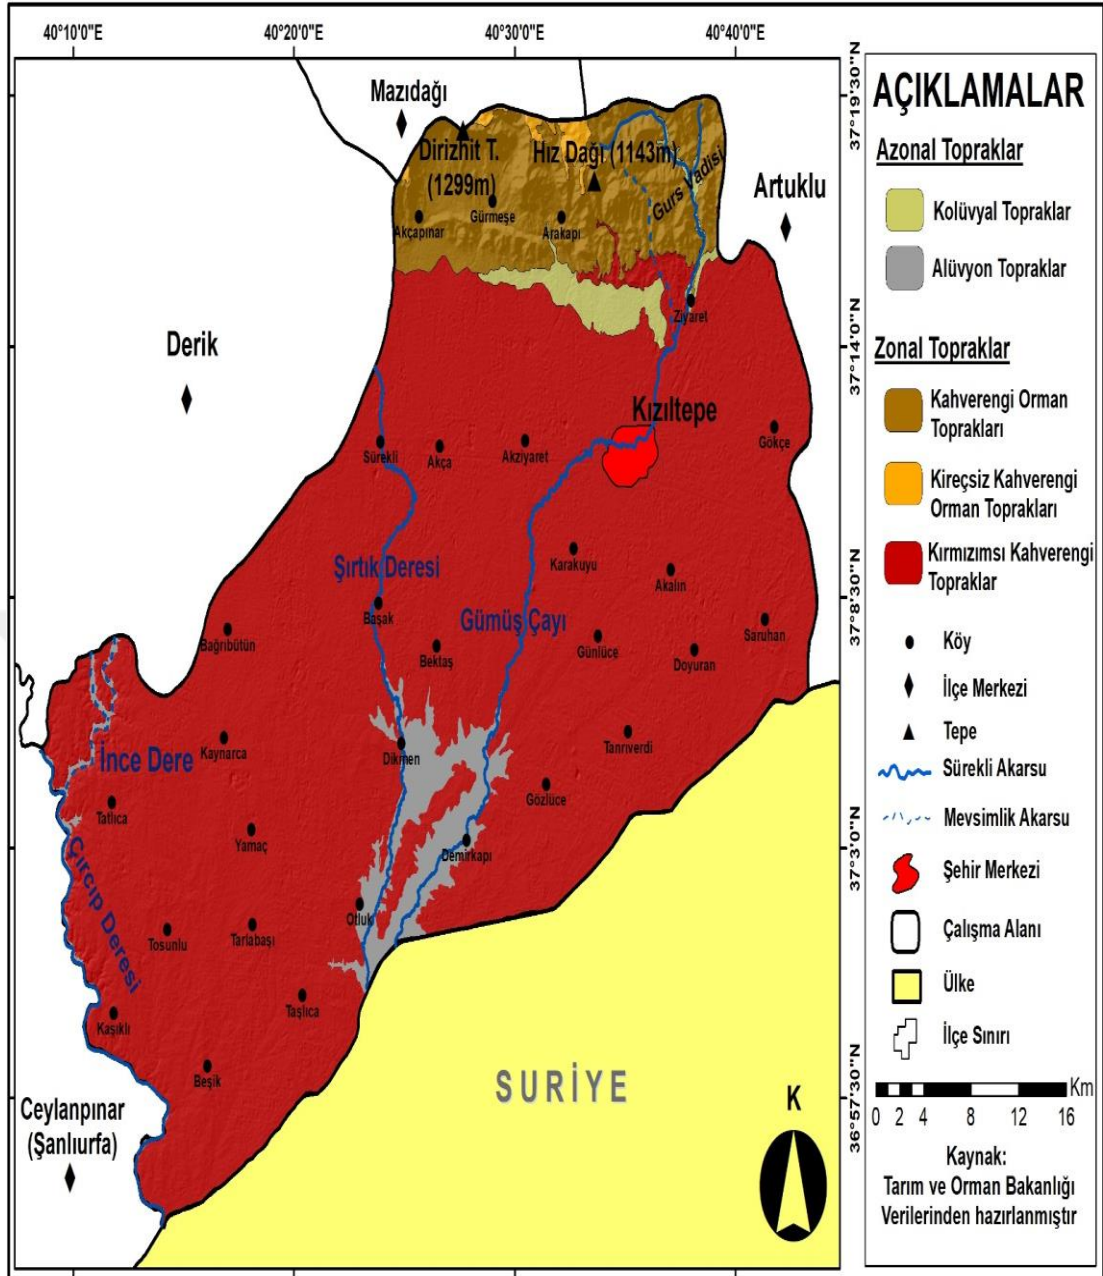 40°10'0"E
40°20'0"E
40°30'0"E
40°40'0"E
37°19'30"N
37°14'0"N
37°8'30"N
37°3'0"N
36°57'30"N
Mazıdağı
Dirizhit T.
(1299m)
Hız Dağı (1143m)
Gurs Vadisi
Artuklu
Gürmeşe
Akçapınar
Arakapı
Ziyaret
Derik
Kızıltepe
Gökçe
Sürekli
Akça
Akziyaret
Karakuyu
Akalın
Şırtık Deresi
Başak
Gümüş Çayı
Saruhan
Bağrıbütün
Bektaş
Günlüce
Doyuran
Kaynarca
Dikmen
Tanrıverdi
İnce Dere
Gözlüce
Tatlıca
Yamaç
Demirkapı
Çırcıp Deresi
Otluk
Tosunlu
Tarlabaşı
Taşlıca
Kaşıklı
Beşik
SURİYE
Ceylanpınar
(Şanlıurfa)
K
AÇIKLAMALAR
Azonal Topraklar
Kolüvyal Topraklar
Alüvyon Topraklar
Zonal Topraklar
Kahverengi Orman
Toprakları
Kireçsiz Kahverengi
Orman Toprakları
Kırmızımsı Kahverengi
Topraklar
Köy
İlçe Merkezi
Tepe
Sürekli Akarsu
Mevsimlik Akarsu
Şehir Merkezi
Çalışma Alanı
Ülke
İlçe Sınırı
Km
0 2 4 8 12 16
Kaynak:
Tarım ve Orman Bakanlığı
Verilerinden hazırlanmıştır